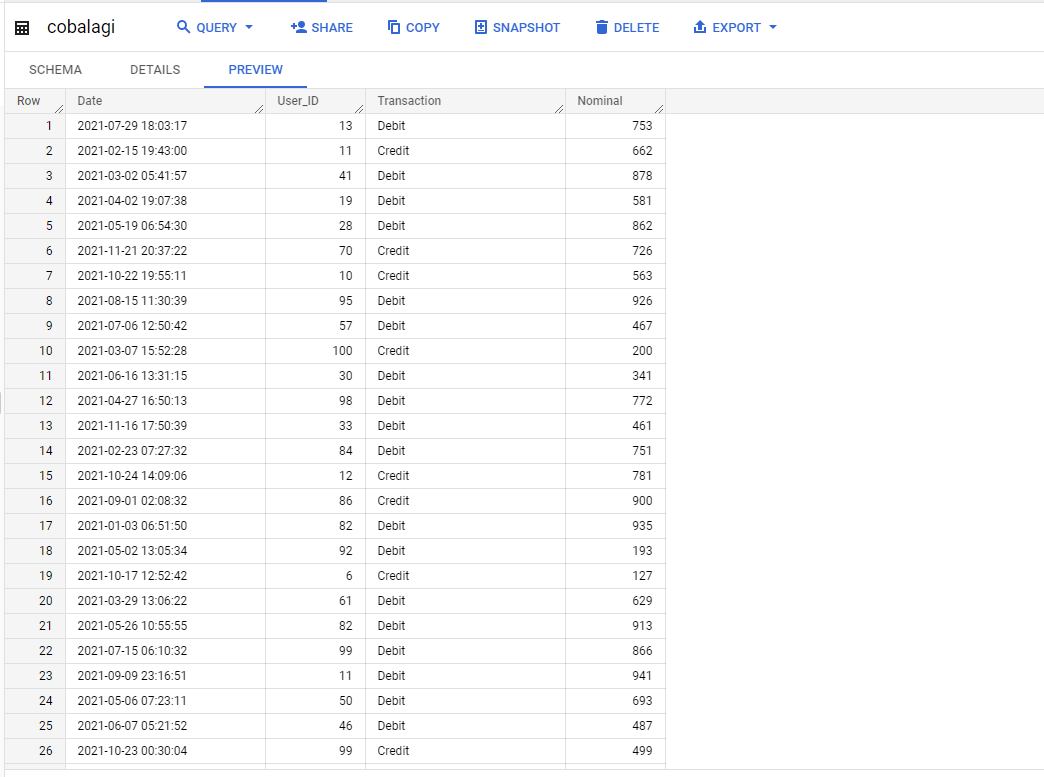 cobalagi QUERY SHARE COPY SNAPSHOT DELETE EXPORT
SCHEMA DETAILS PREVIEW
Row Date User_ID Transaction Nominal
1 2021-07-29 18:03:17 13 Debit 753
2 2021-02-15 19:43:00 11 Credit 662
3 2021-03-02 05:41:57 41 Debit 878
4 2021-04-02 19:07:38 19 Debit 581
5 2021-05-19 06:54:30 28 Debit 862
6 2021-11-21 20:37:22 70 Credit 726
7 2021-10-22 19:55:11 10 Credit 563
8 2021-08-15 11:30:39 95 Debit 926
9 2021-07-06 12:50:42 57 Debit 467
10 2021-03-07 15:52:28 100 Credit 200
11 2021-06-16 13:31:15 30 Debit 341
12 2021-04-27 16:50:13 98 Debit 772
13 2021-11-16 17:50:39 33 Debit 461
14 2021-02-23 07:27:32 84 Debit 751
15 2021-10-24 14:09:06 12 Credit 781
16 2021-09-01 02:08:32 86 Credit 900
17 2021-01-03 06:51:50 82 Debit 935
18 2021-05-02 13:05:34 92 Debit 193
19 2021-10-17 12:52:42 6 Credit 127
20 2021-03-29 13:06:22 61 Debit 629
21 2021-05-26 10:55:55 82 Debit 913
22 2021-07-15 06:10:32 99 Debit 866
23 2021-09-09 23:16:51 11 Debit 941
24 2021-05-06 07:23:11 50 Debit 693
25 2021-06-07 05:21:52 46 Debit 487
26 2021-10-23 00:30:04 99 Credit 499